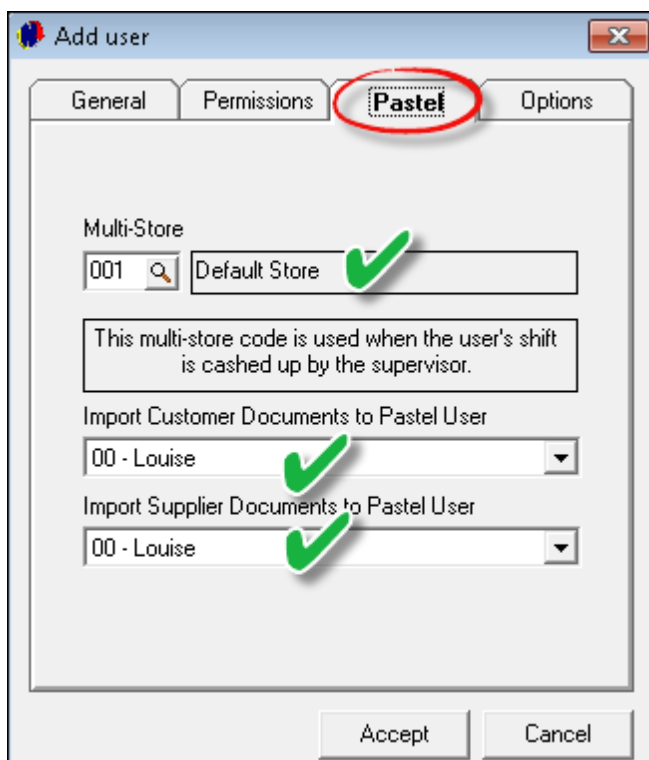 Add user
General
Permissions
Pastel
Options
Multi-Store
001
Default Store
This multi-store code is used when the user's shift
is cashed up by the supervisor.
Import Customer Documents to Pastel User
00 - Louise
Import Supplier Documents to Pastel User
00 - Louise
Accept
Cancel